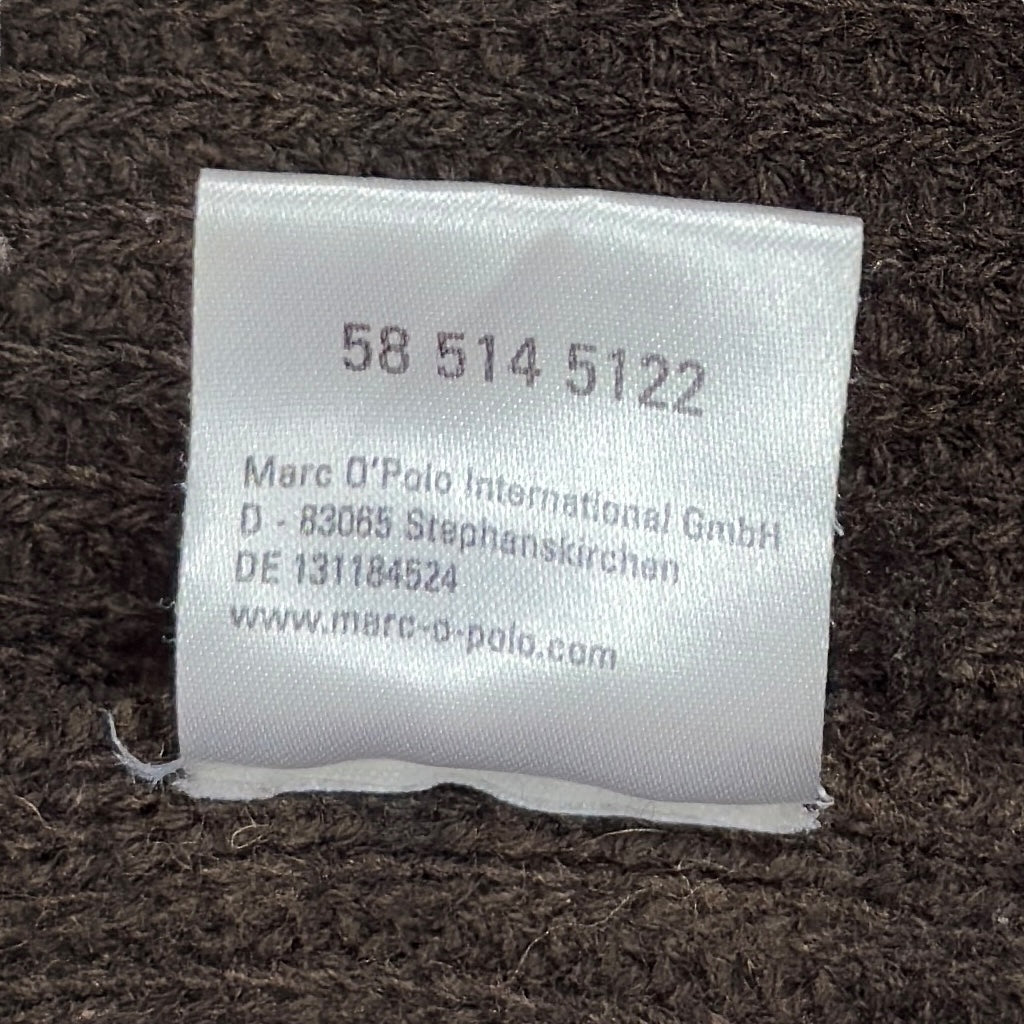 58 514 5122
Marc O'Polo International GmbH
D - 83065 Stephanskirchen
DE 131184524
www.marc-o-polo.com